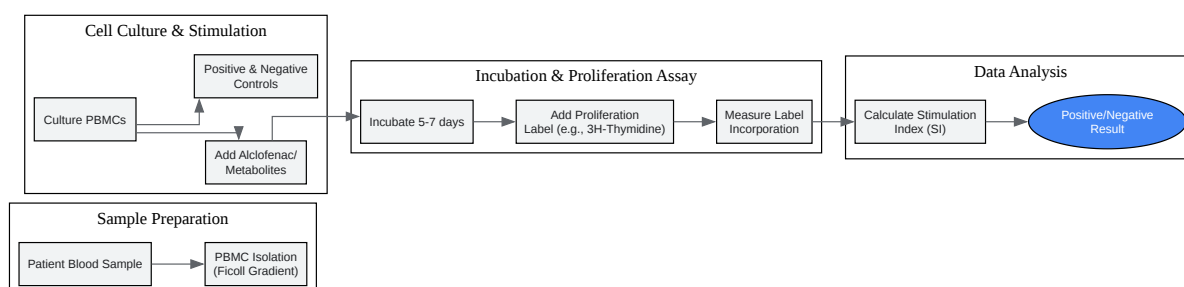 Cell Culture & Stimulation
Culture PBMCs
Positive & Negative
Controls
Add Alclofenac/
Metabolites
Incubation & Proliferation Assay
Incubate 5-7 days
Add Proliferation
Label (e.g., 3H-Thymidine)
Measure Label
Incorporation
Data Analysis
Calculate Stimulation
Index (SI)
Positive/Negative
Result
Sample Preparation
Patient Blood Sample
PBMC Isolation
(Ficoll Gradient)